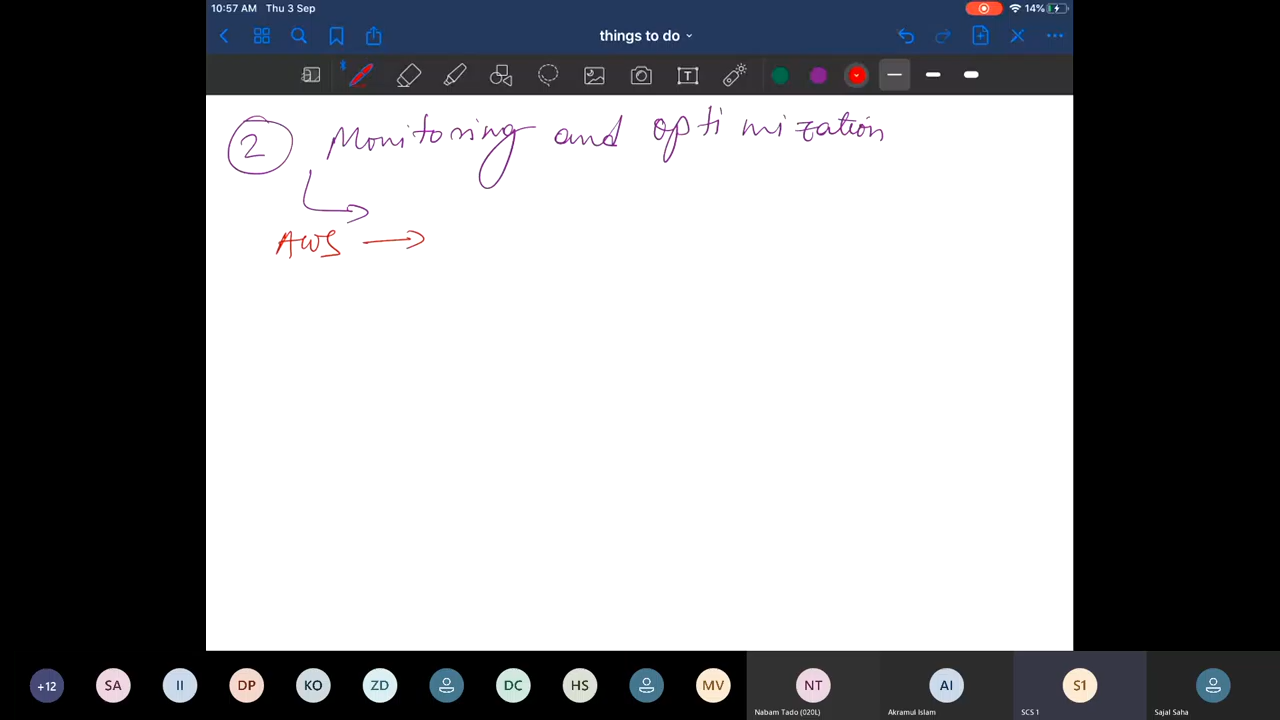 10:57 AM Thu 3 Sep
14%
things to do
T
2 Monitoring and optimization
AWS
+12
SA
II
DP
KO
ZD
DC
HS
MV
NT
Nabam Tado (020L)
AI
Akramul Islam
S1
SCS 1
Sajal Saha